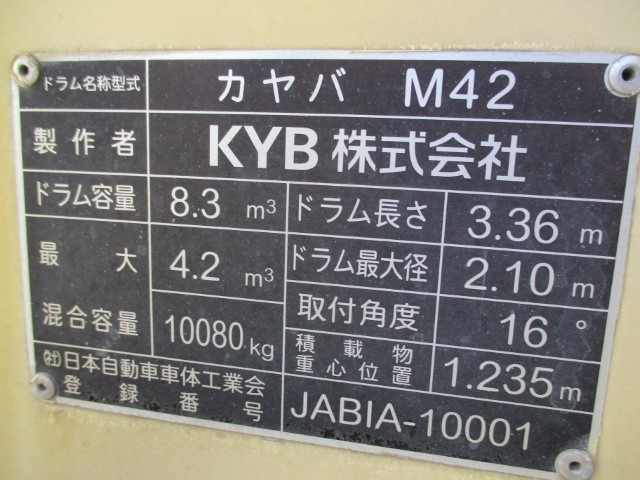 ドラム名称型式 カヤバ M42
製作者 KYB株式会社
ドラム容量 8.3 m³ ドラム長さ 3.36 m
最大 4.2 m³ ドラム最大径 2.10 m
混合容量 10080kg 取付角度 16°
積載物
重心位置 1.235m
(社)日本自動車車体工業会
登録番号 JABIA-10001